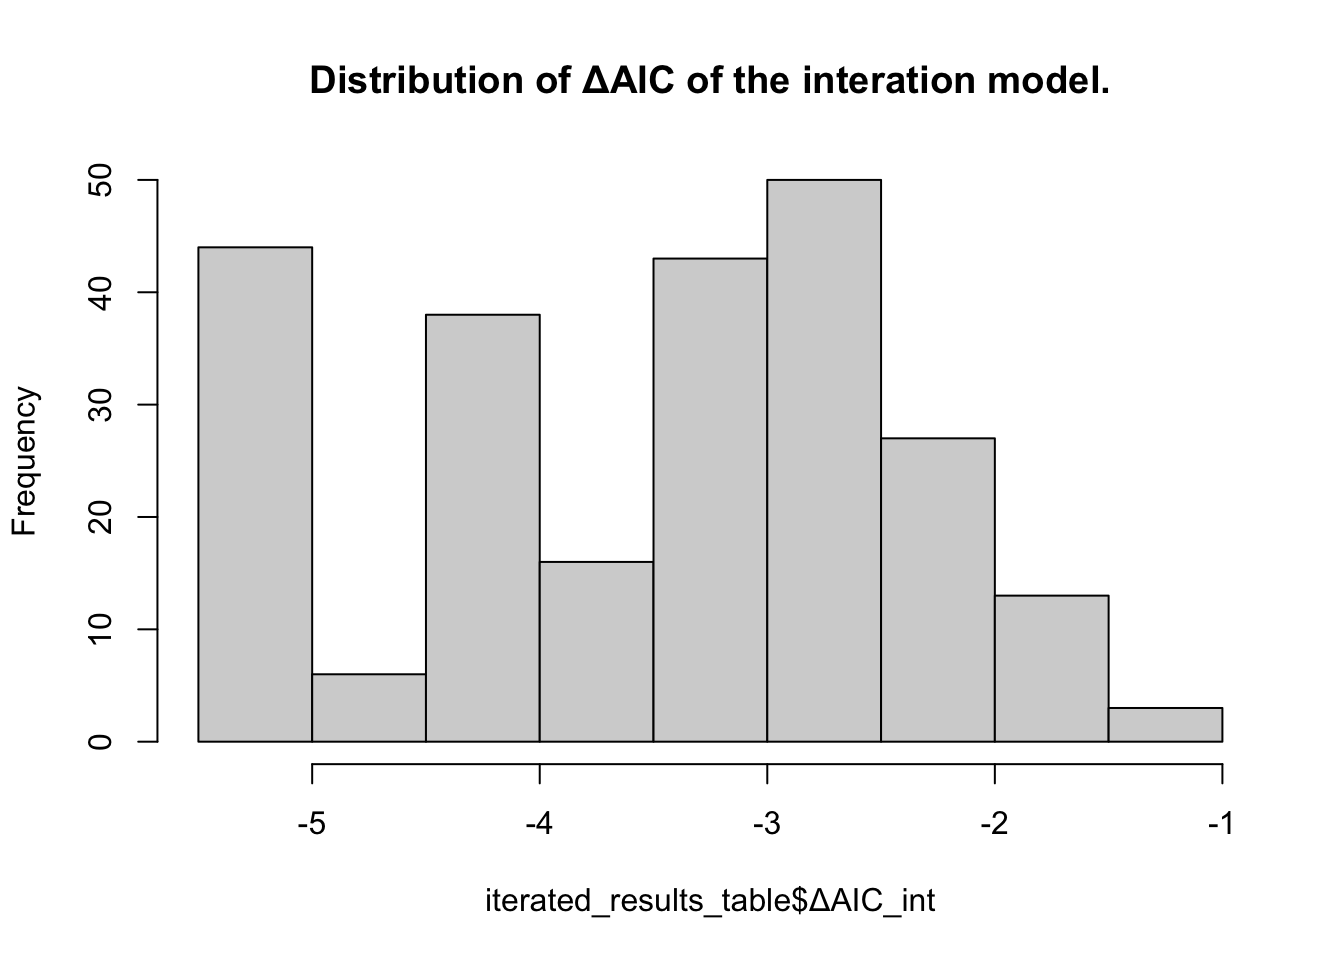 Distribution of ΔAIC of the interation model.
50
40
30
20
10
0
Frequency
-5 -4 -3 -2 -1
iterated_results_table$ΔAIC_int